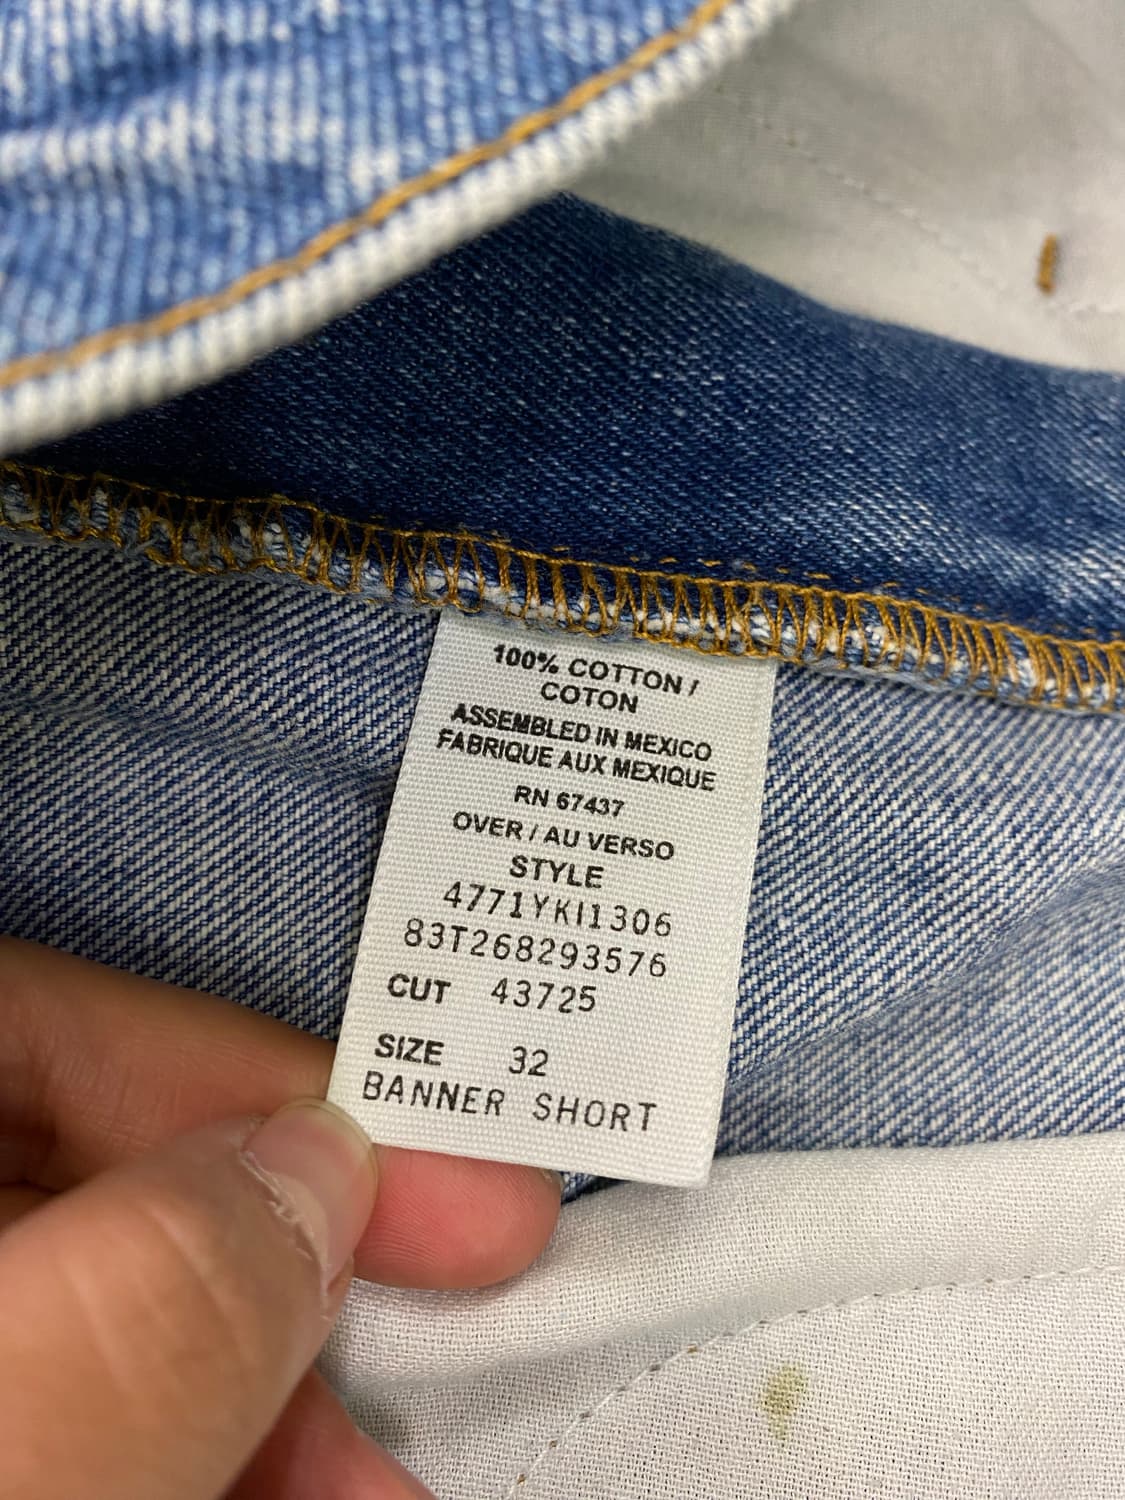 100% COTTON /
COTON
ASSEMBLED IN MEXICO
FABRIQUE AUX MEXIQUE
RN 67437
OVER / AU VERSO
STYLE
4771YKI1306
83T268293576
CUT 43725
SIZE 32
BANNER SHORT